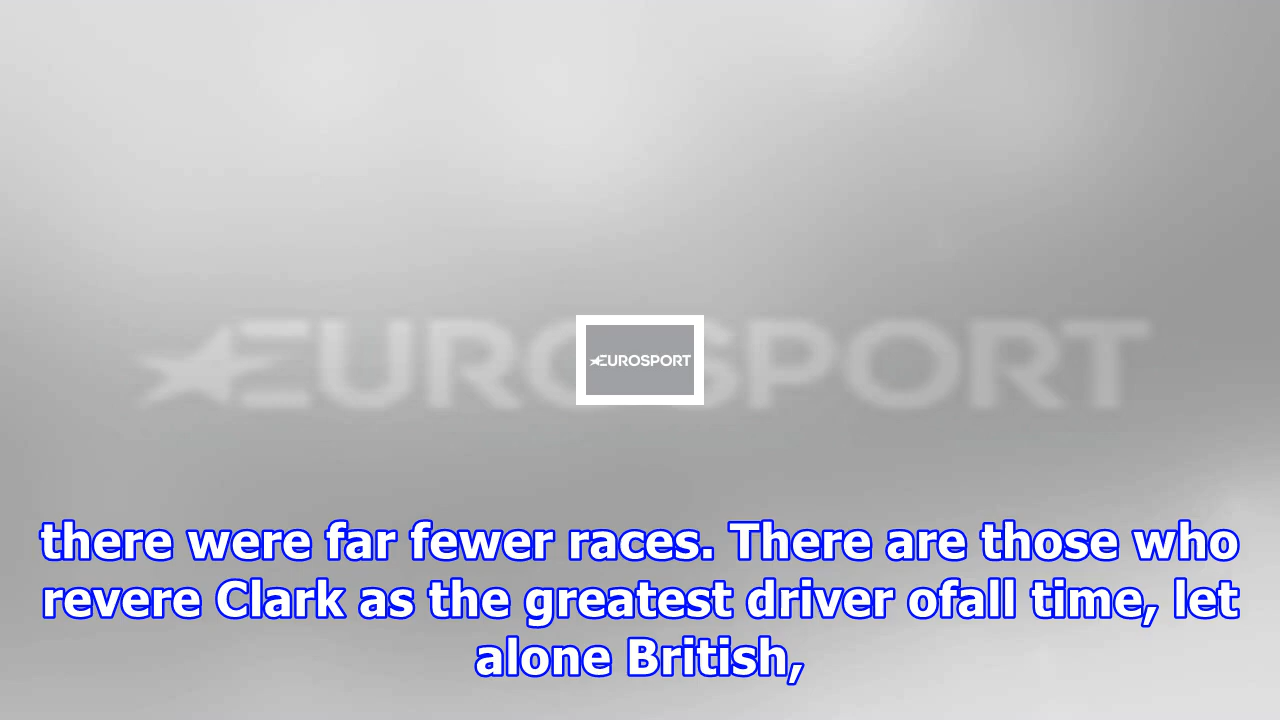 EUROSPORT
EUROSPORT
there were far fewer races. There are those who
revere Clark as the greatest driver ofall time, let
alone British,